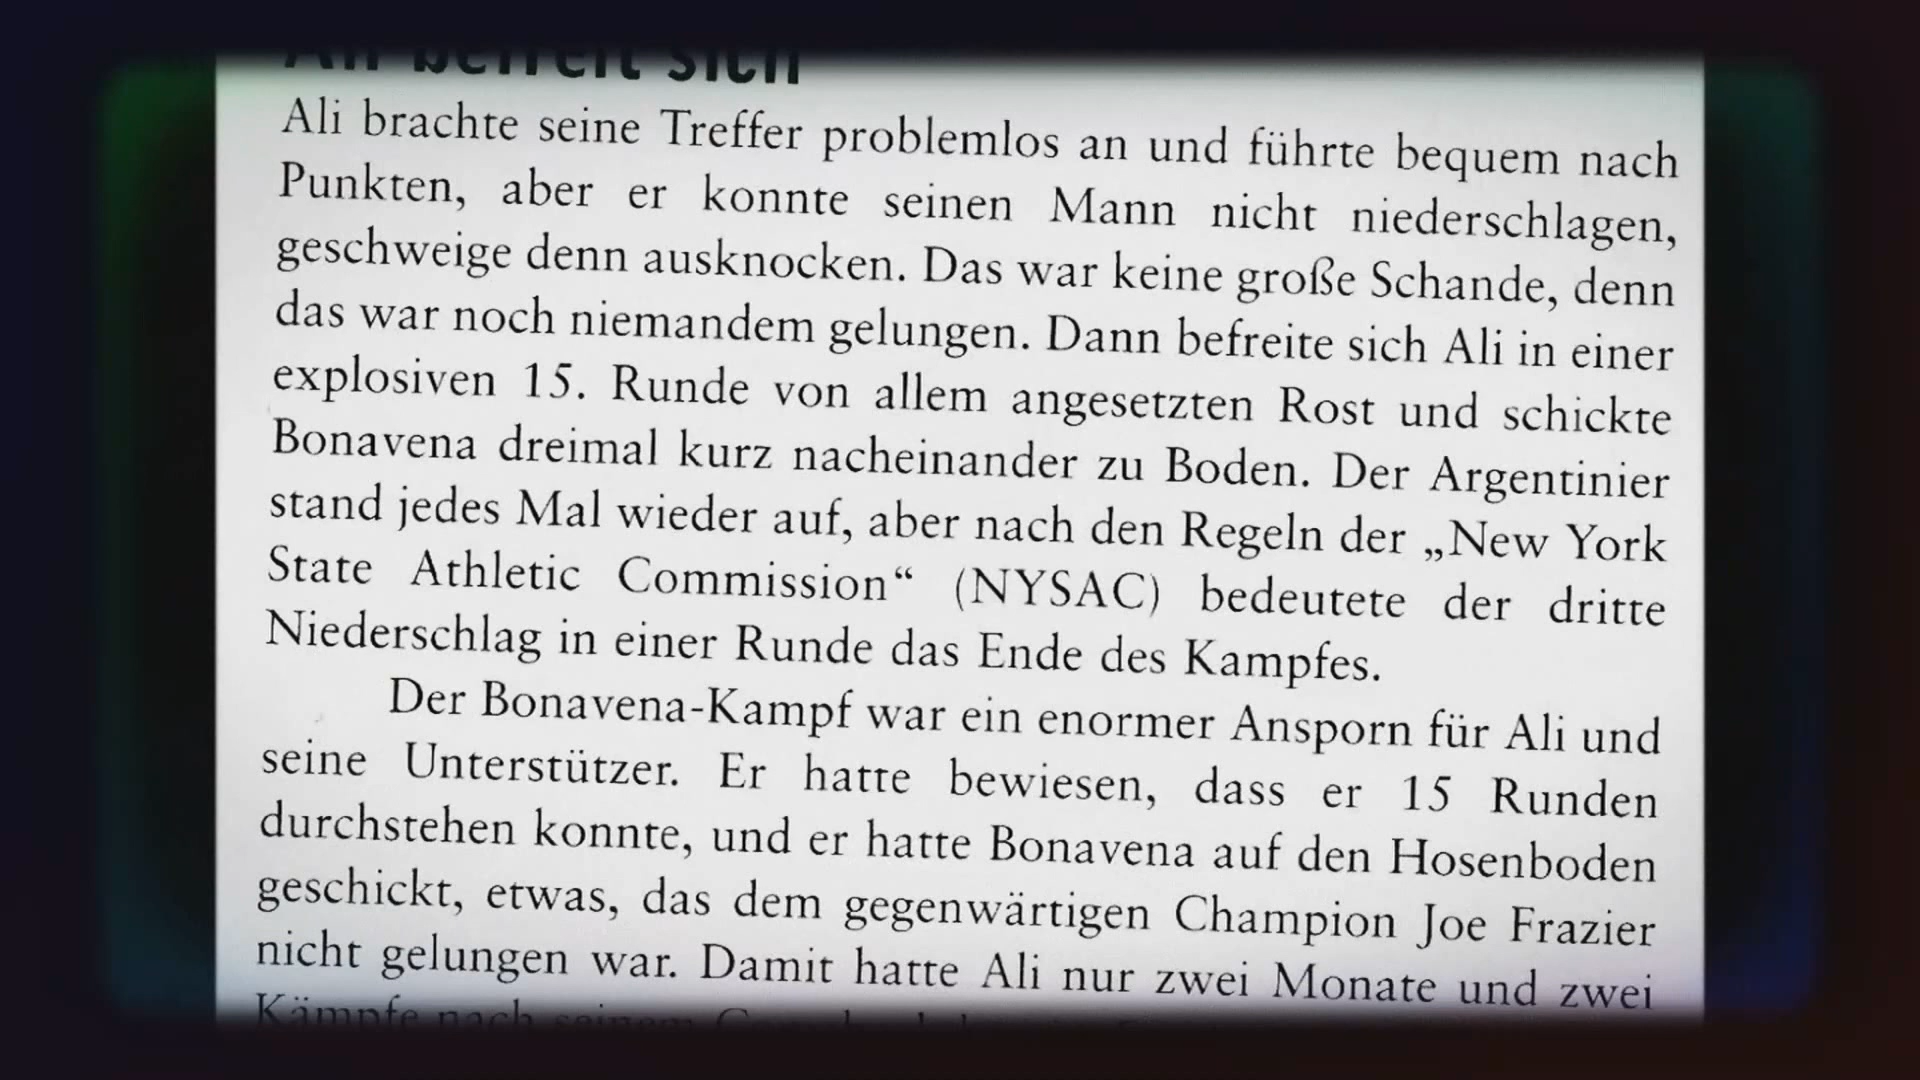 Ali befreit sich
Ali brachte seine Treffer problemlos an und führte bequem nach
Punkten, aber er konnte seinen Mann nicht niederschlagen,
geschweige denn ausknocken. Das war keine große Schande, denn
das war noch niemandem gelungen. Dann befreite sich Ali in einer
explosiven 15. Runde von allem angesetzten Rost und schickte
Bonavena dreimal kurz nacheinander zu Boden. Der Argentinier
stand jedes Mal wieder auf, aber nach den Regeln der „New York
State Athletic Commission“ (NYSAC) bedeutete der dritte
Niederschlag in einer Runde das Ende des Kampfes.
Der Bonavena-Kampf war ein enormer Ansporn für Ali und
seine Unterstützer. Er hatte bewiesen, dass er 15 Runden
durchstehen konnte, und er hatte Bonavena auf den Hosenboden
geschickt, etwas, das dem gegenwärtigen Champion Joe Frazier
nicht gelungen war. Damit hatte Ali nur zwei Monate und zwei
Kämpfe nach seinem